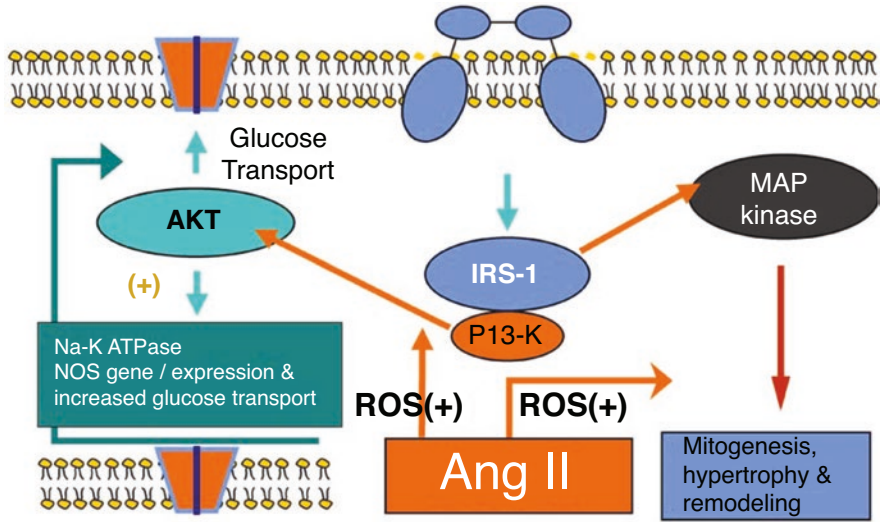 Glucose
Transport
AKT
(+)
Na-K ATPase
NOS gene / expression &
increased glucose transport
IRS-1
P13-K
MAP
kinase
ROS(+)
ROS(+)
Ang II
Mitogenesis,
hypertrophy &
remodeling